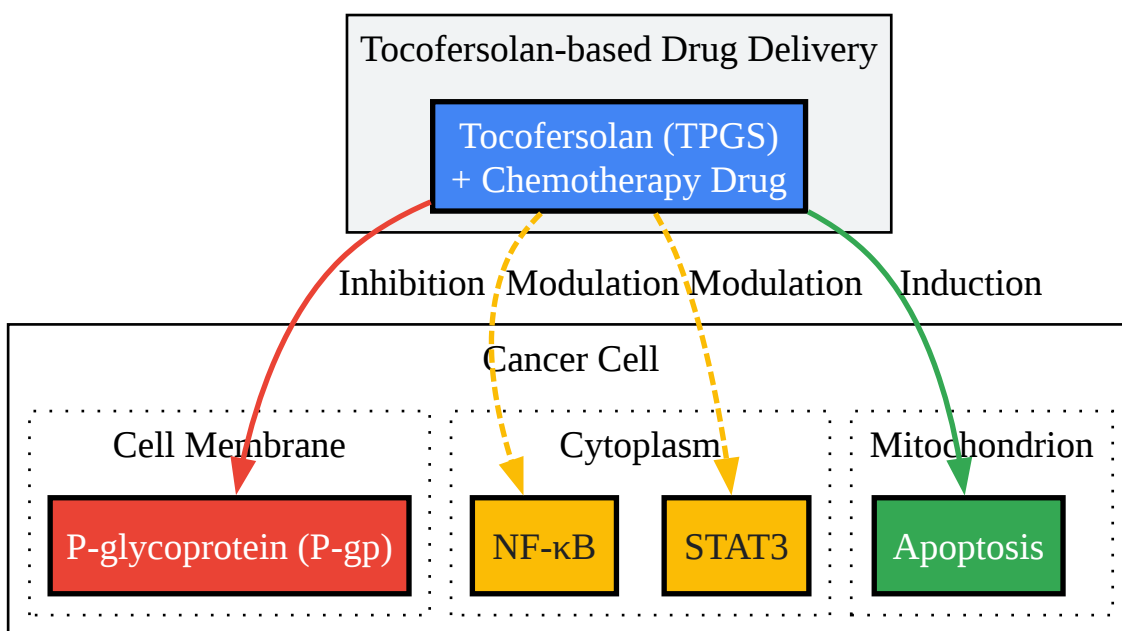 Tocofersolan-based Drug Delivery
Tocofersolan (TPGS)
+ Chemotherapy Drug
Inhibition
Modulation
Modulation
Induction
Cancer Cell
Cell Membrane
Cytoplasm
Mitochondrion
P-glycoprotein (P-gp)
NF-κB
STAT3
Apoptosis